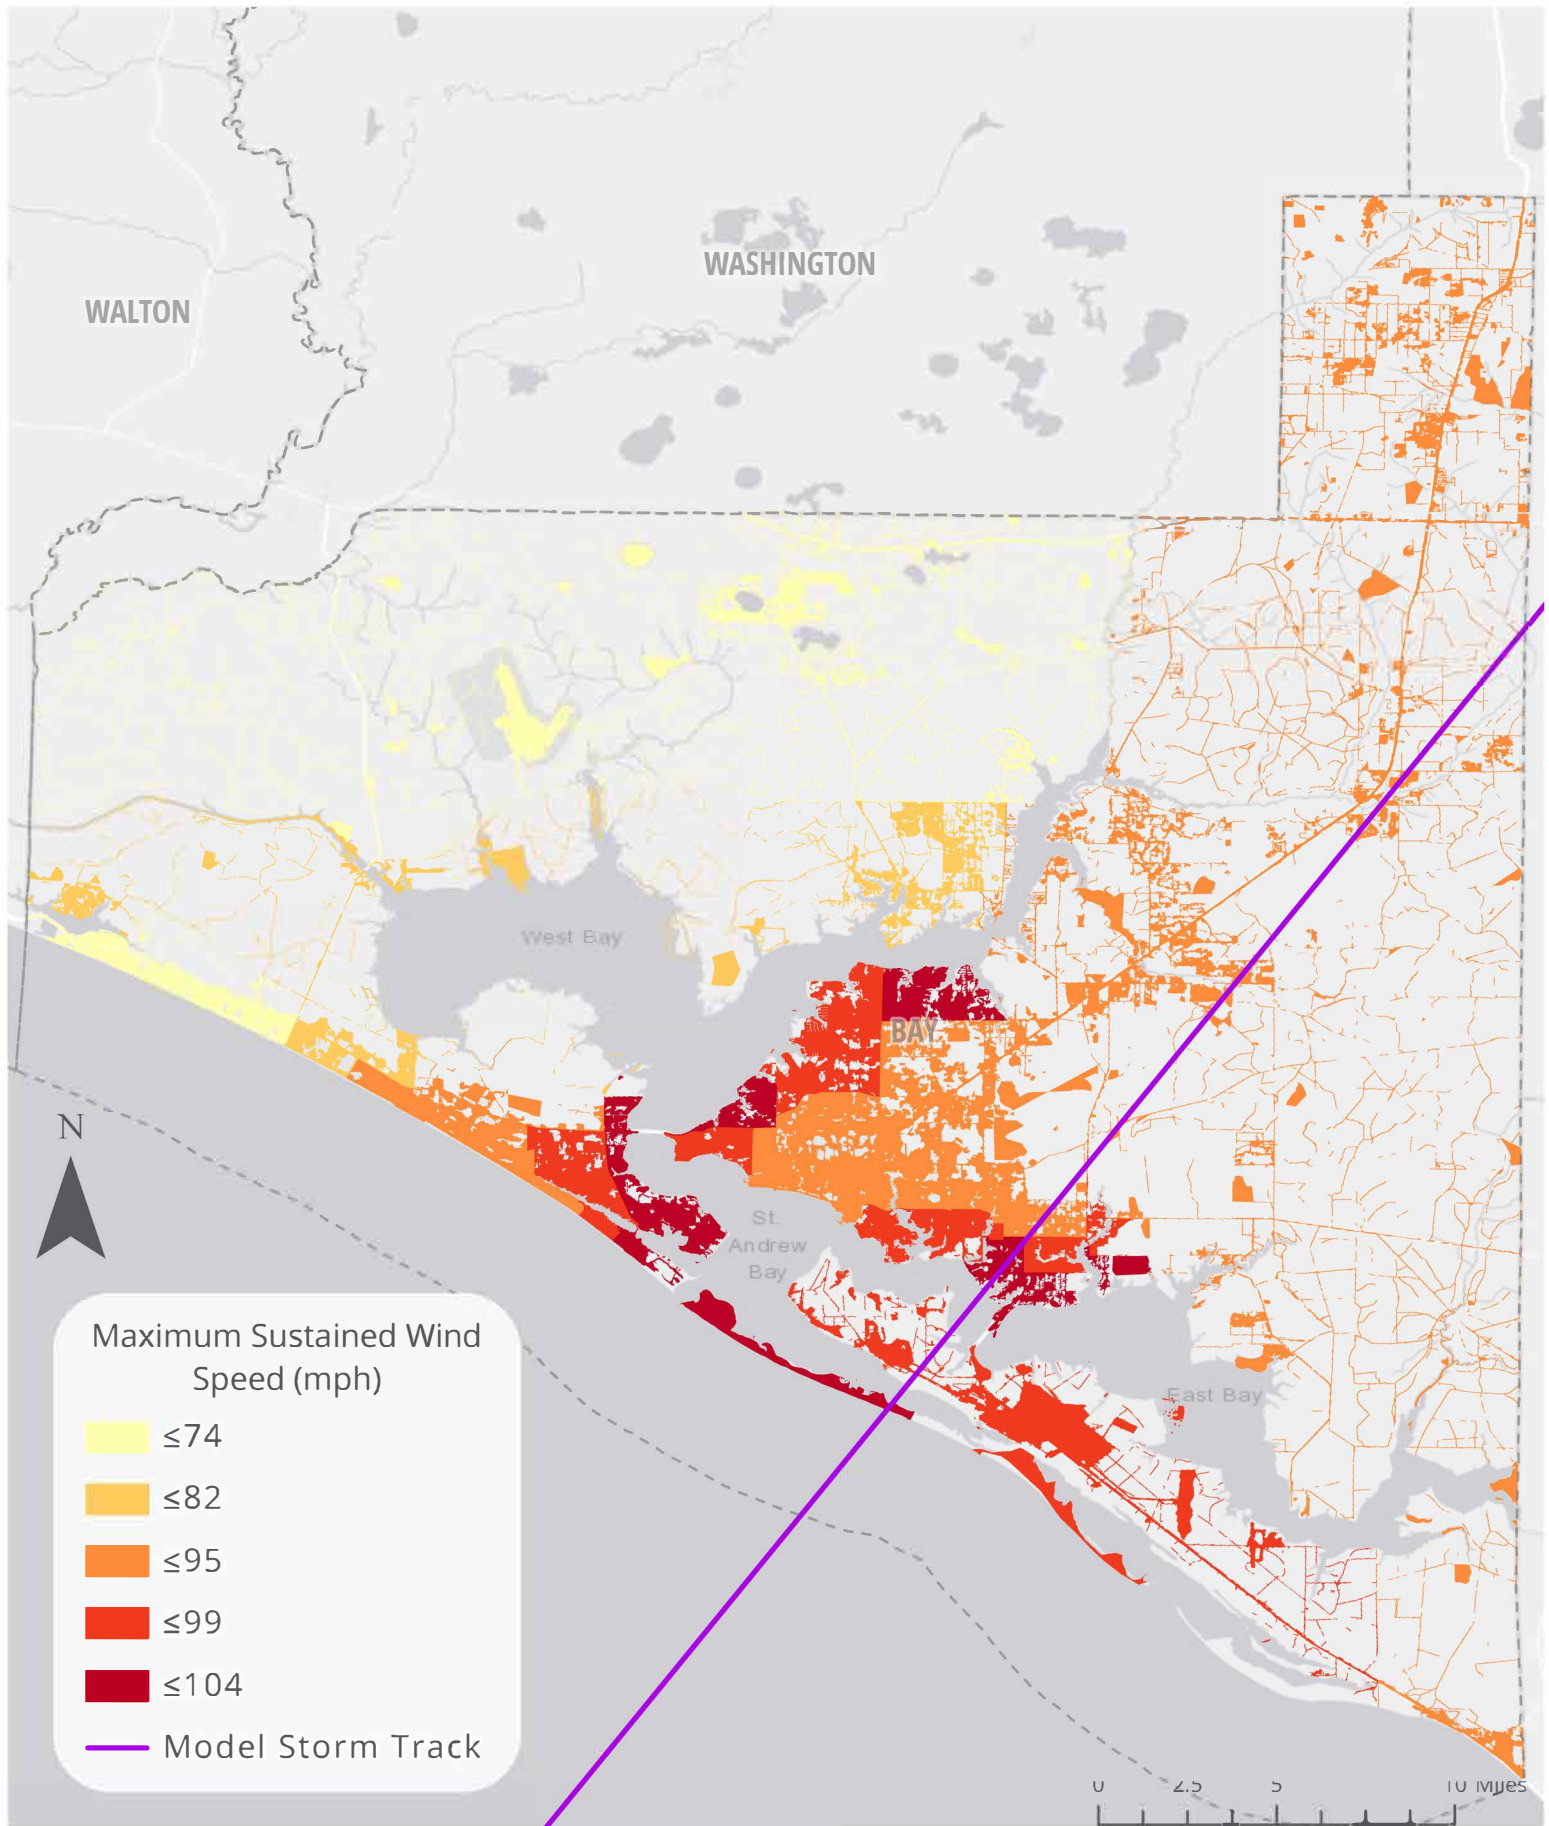 WASHINGTON
WALTON
West Bay
BAY
N
St.
Andrew
Bay
East Bay
Maximum Sustained Wind
Speed (mph)
≤74
≤82
≤95
≤99
≤104
Model Storm Track
0 2.5 5 10 Miles